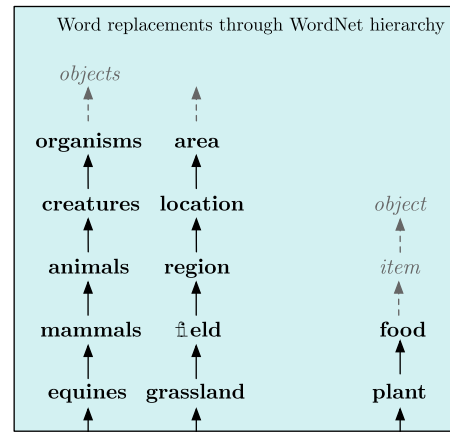 Word replacements through WordNet hierarchy
objects
organisms area
creatures location object
animals region item
mammals field food
equines grassland plant